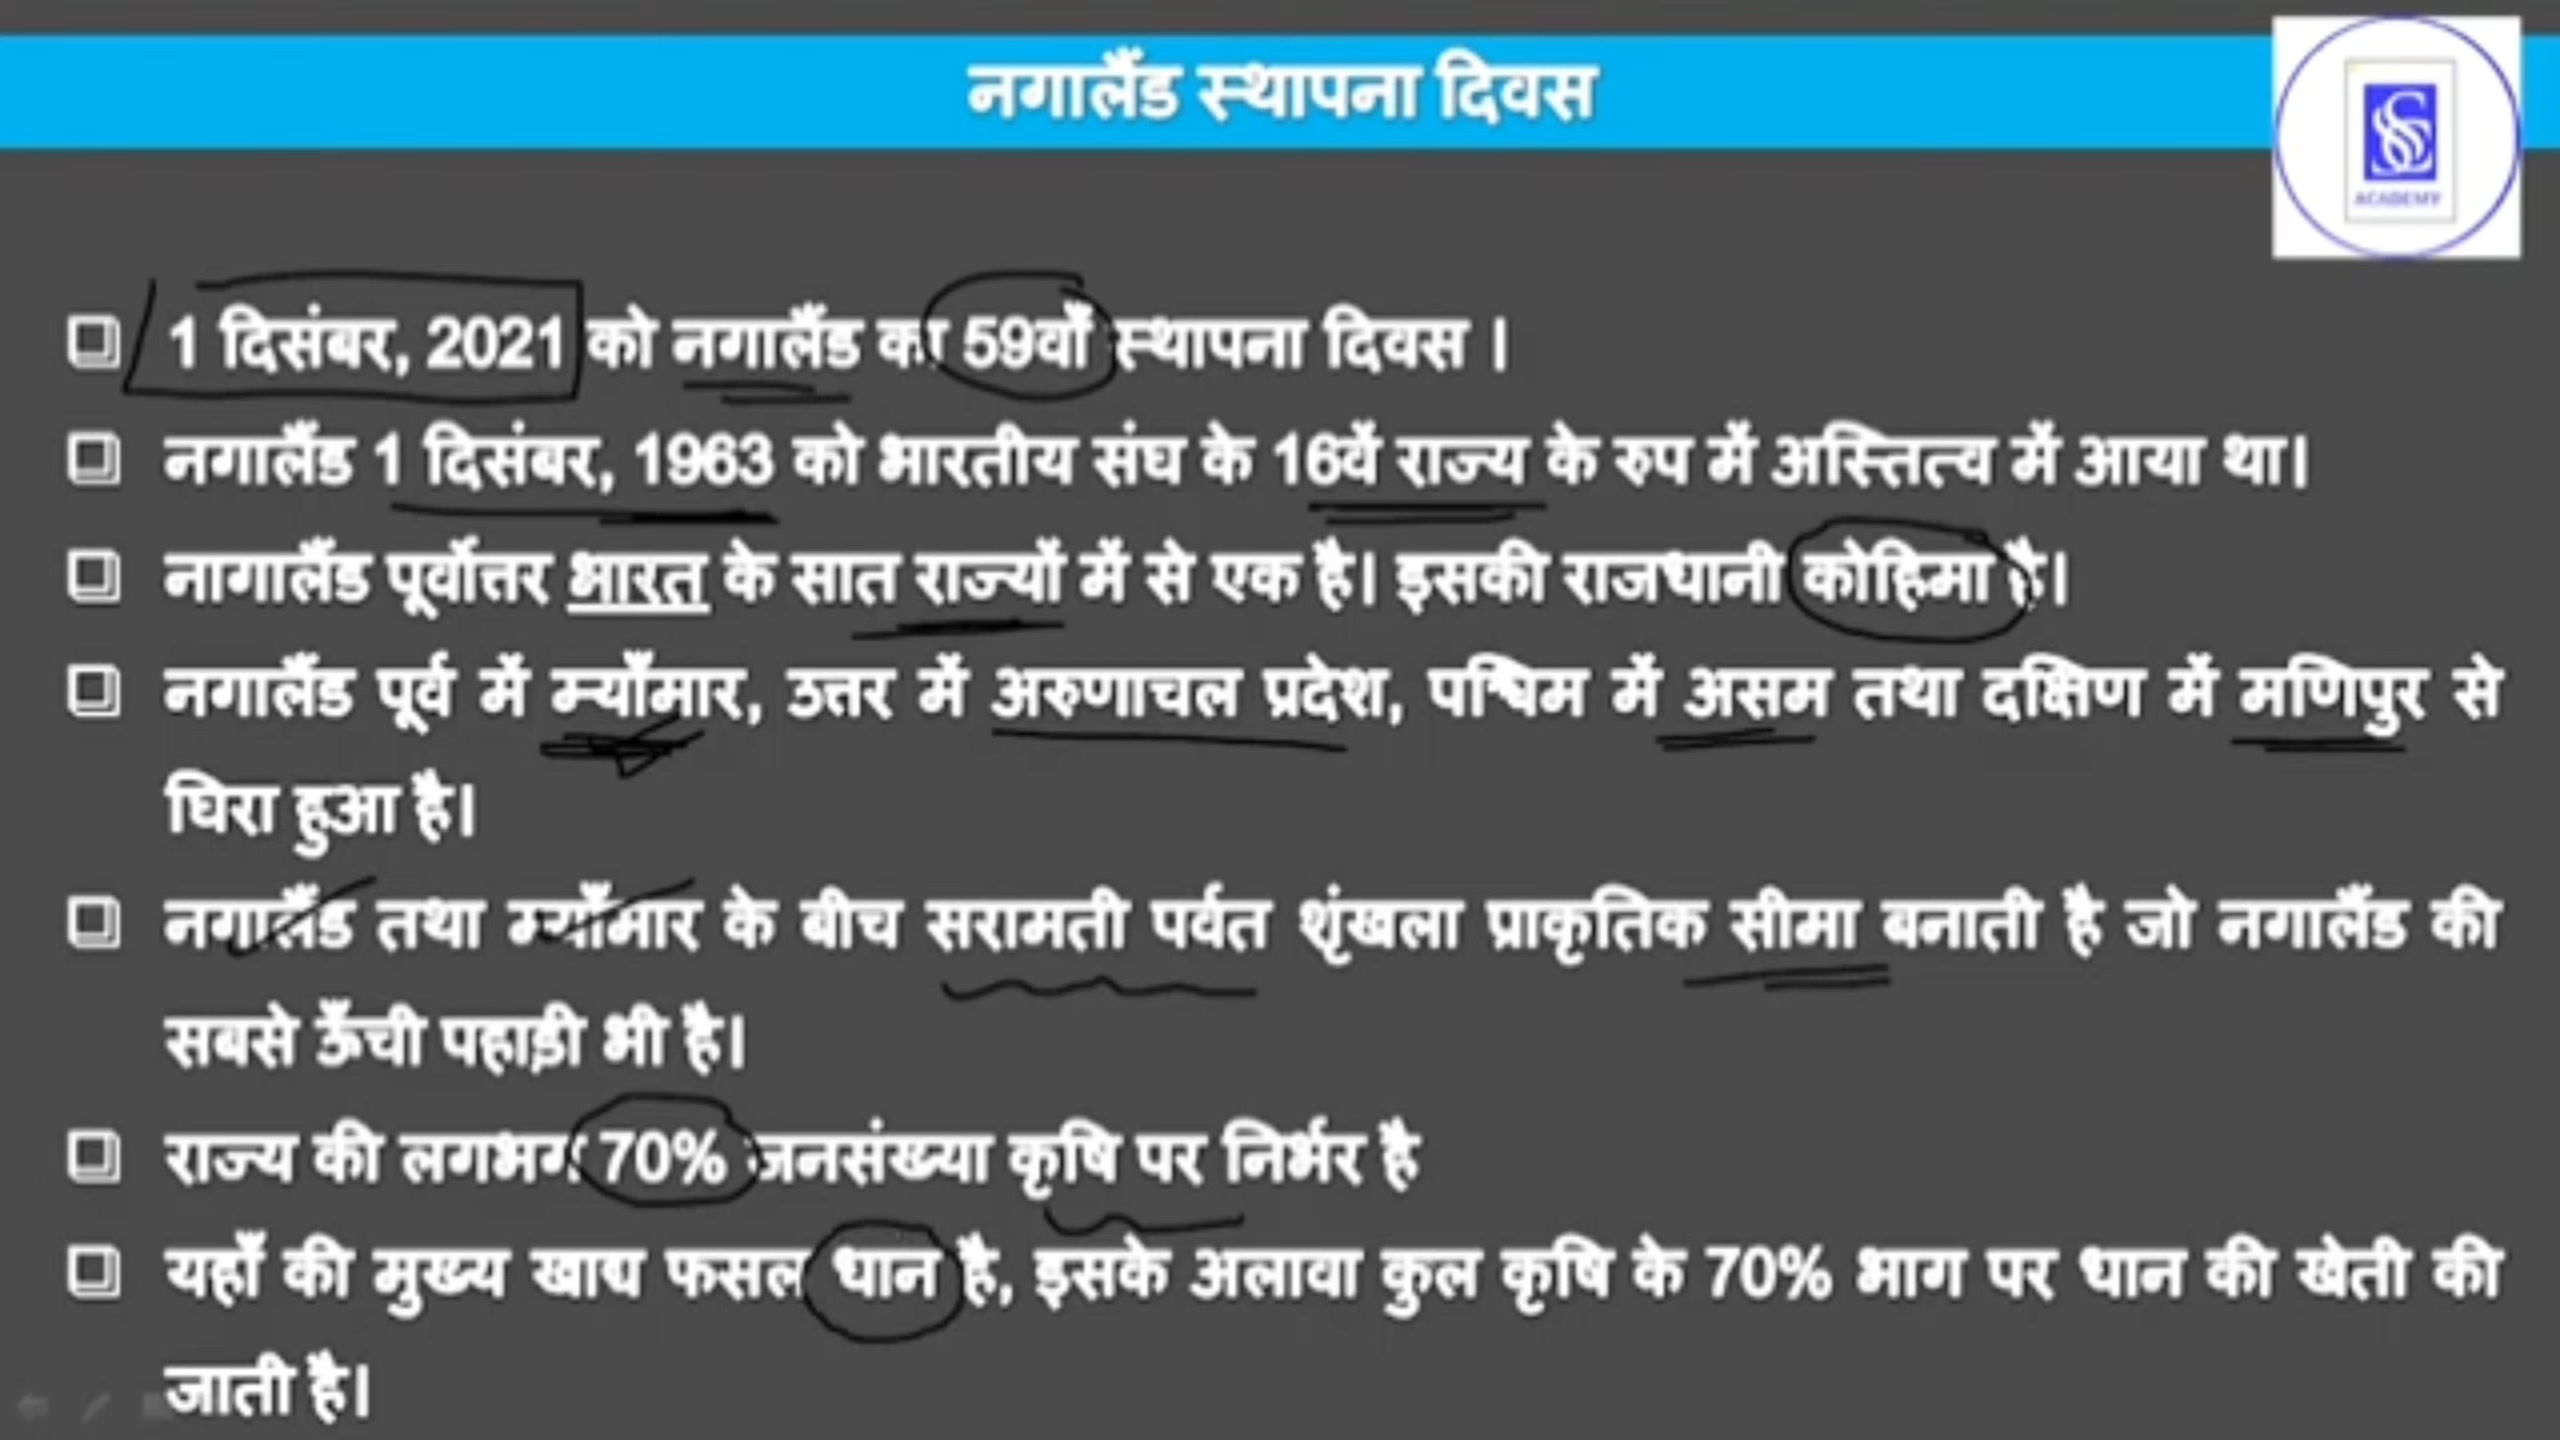 नगालैंड स्थापना दिवस
ACADEMY
1 दिसंबर, 2021 को नगालैंड का 59वाँ स्थापना दिवस ।
नगालैंड 1 दिसंबर, 1963 को भारतीय संघ के 16वें राज्य के रुप में अस्तित्व में आया था।
नागालैंड पूर्वोत्तर भारत के सात राज्यों में से एक है। इसकी राजधानी कोहिमा है।
नगालैंड पूर्व में म्याँमार, उत्तर में अरुणाचल प्रदेश, पश्चिम में असम तथा दक्षिण में मणिपुर से
घिरा हुआ है।
नगालैंड तथा म्याँमार के बीच सरामती पर्वत शृंखला प्राकृतिक सीमा बनाती है जो नगालैंड की
सबसे ऊँची पहाड़ी भी है।
राज्य की लगभग 70% जनसंख्या कृषि पर निर्भर है
यहाँ की मुख्य खाद्य फसल धान है, इसके अलावा कुल कृषि के 70% भाग पर धान की खेती की
जाती है।